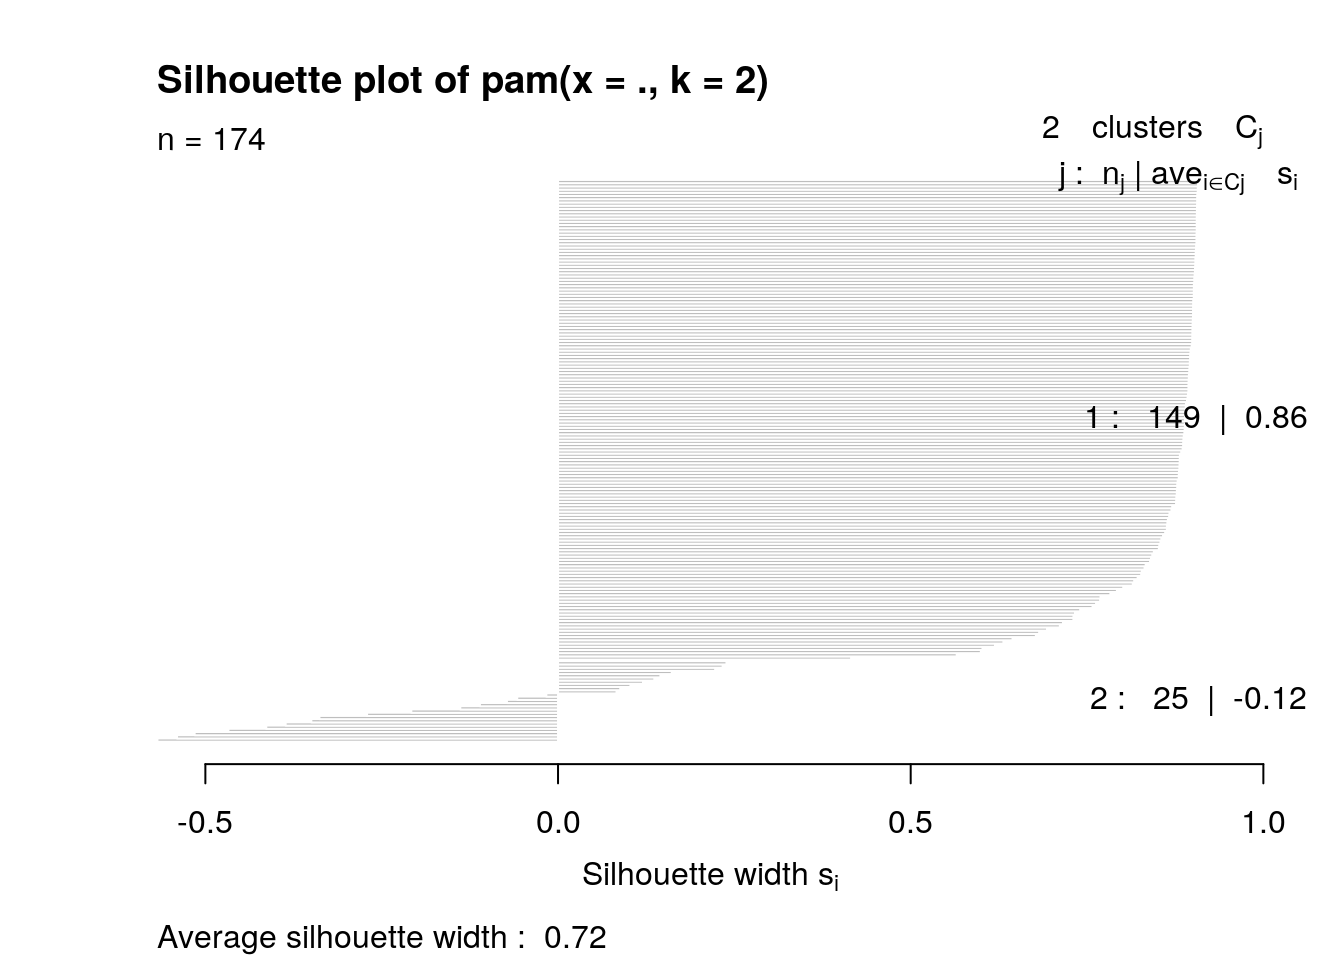 Silhouette plot of pam(x = ., k = 2)
n = 174
2 clusters Cj
j : nj | avei∈Cj si
1 : 149 | 0.86
2 : 25 | -0.12
-0.5 0.0 0.5 1.0
Silhouette width si
Average silhouette width : 0.72